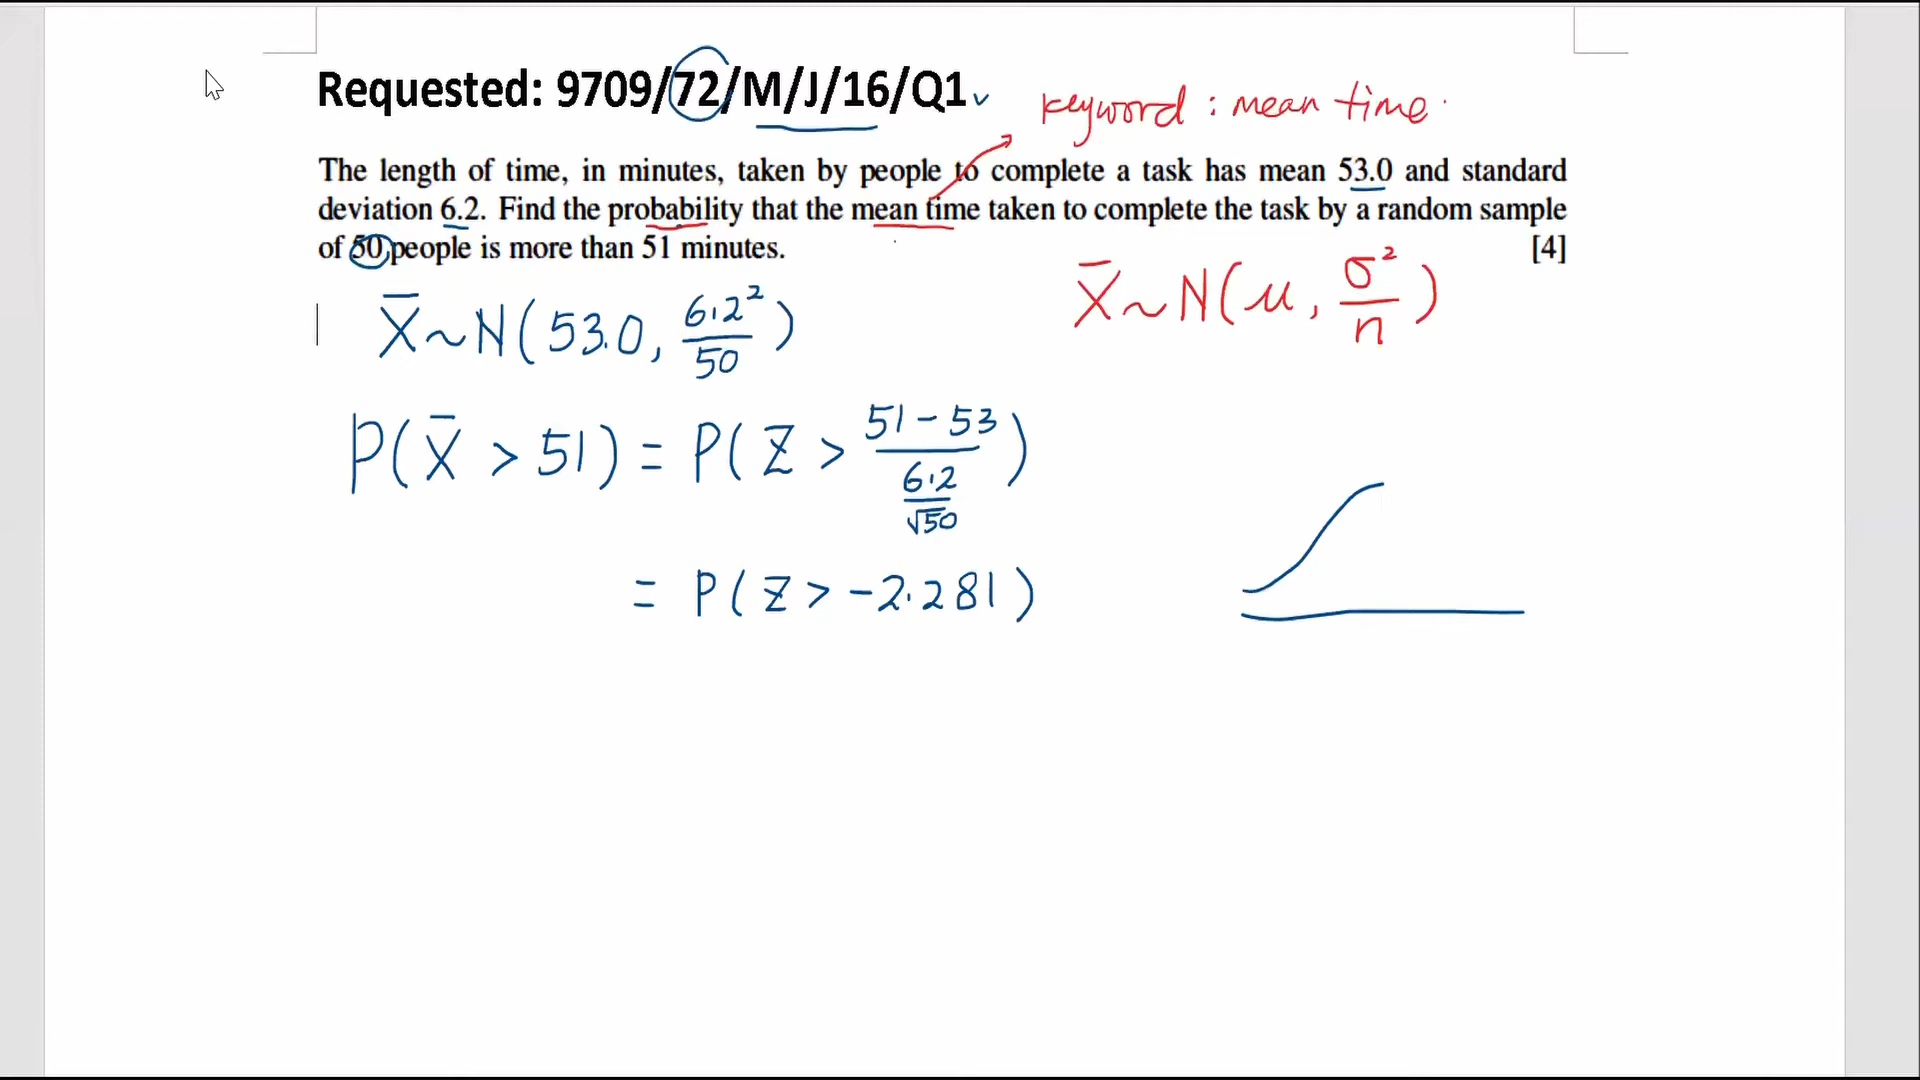 Requested: 9709/72/M/J/16/Q1
keyword : mean time.
The length of time, in minutes, taken by people to complete a task has mean 53.0 and standard
deviation 6.2. Find the probability that the mean time taken to complete the task by a random sample
of 50 people is more than 51 minutes. [4]
X̄ ~ N(μ, σ²/n)
X̄ ~ N(53.0, 6.2²/50)
P(X̄ > 51) = P(Z > (51 - 53)/(6.2/√50))
= P(Z > -2.281)